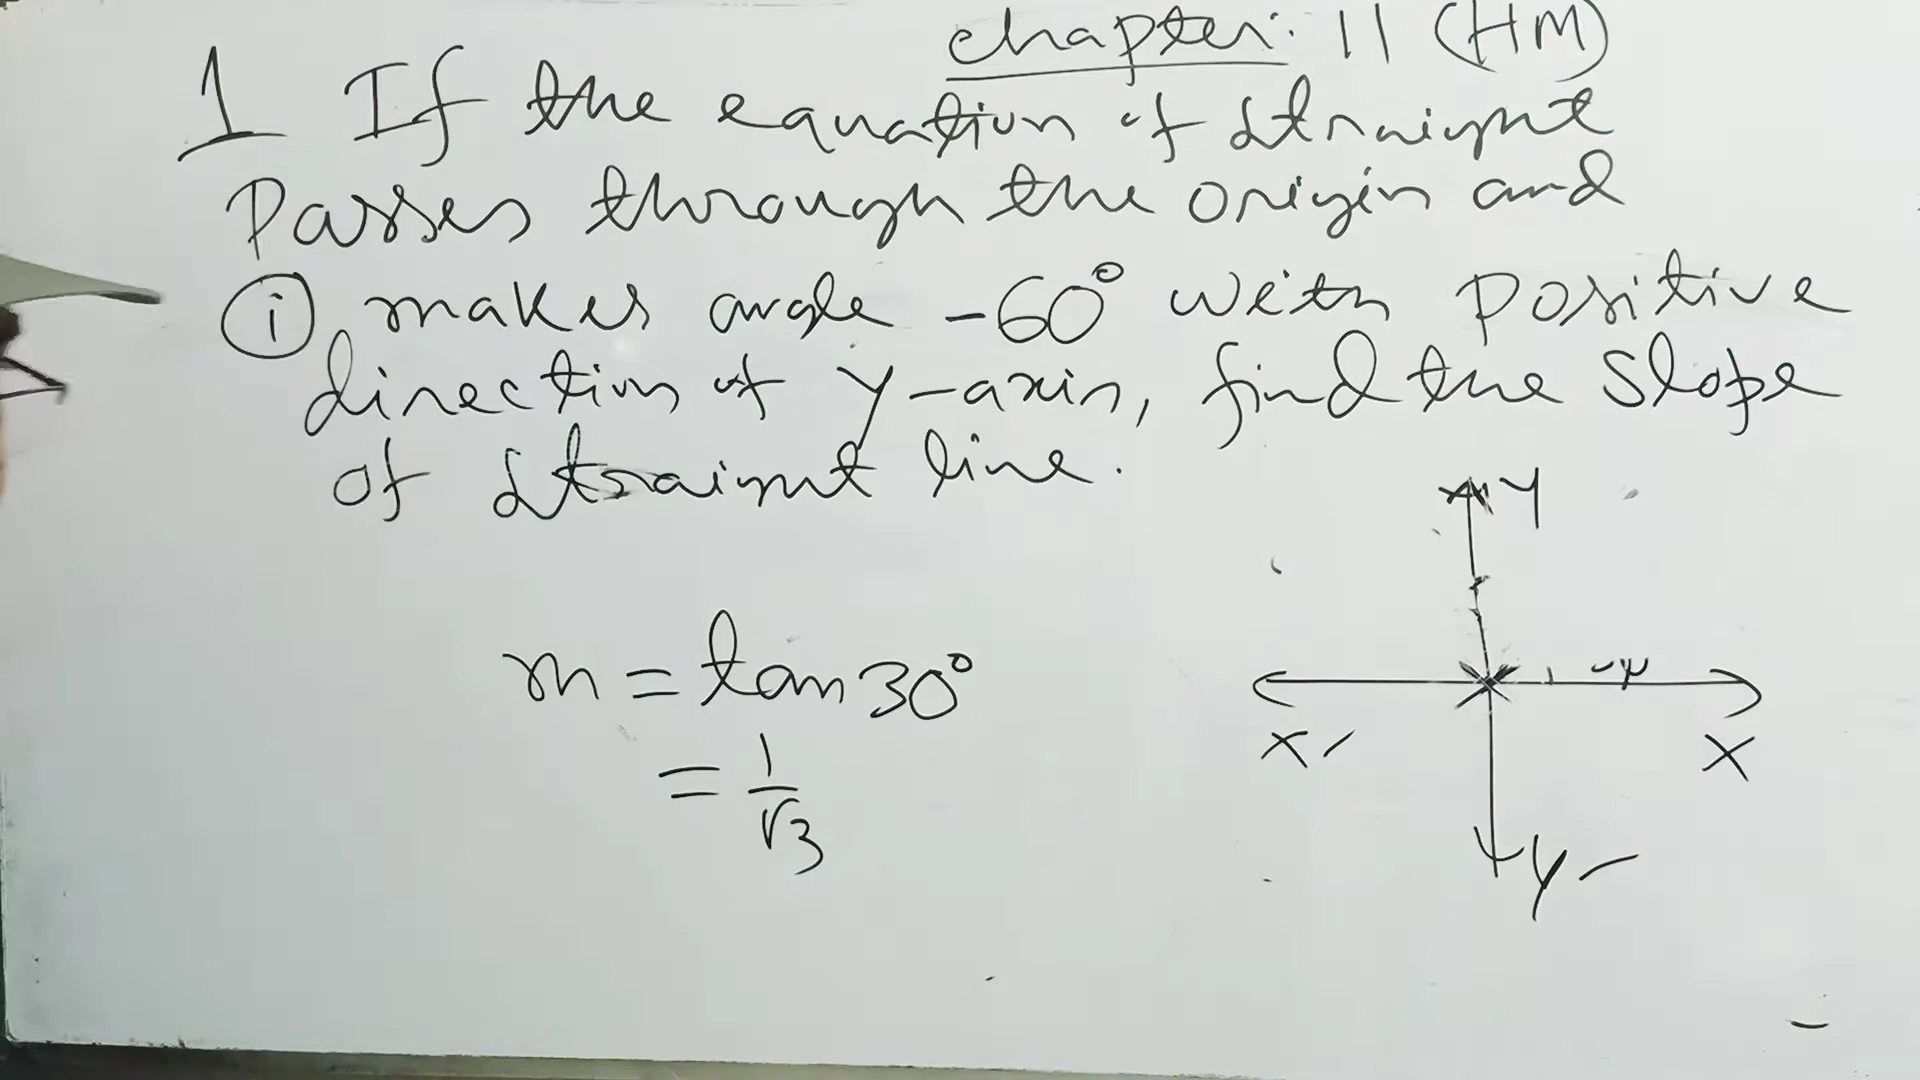 chapter: 11 (HM)
1 If the equation of straight
Passes through the origin and
(i) makes angle -60° with positive
direction of y-axis, find the slope
of straight line.
Y
m = tan 30°
X' X
= 1/√3
Y'